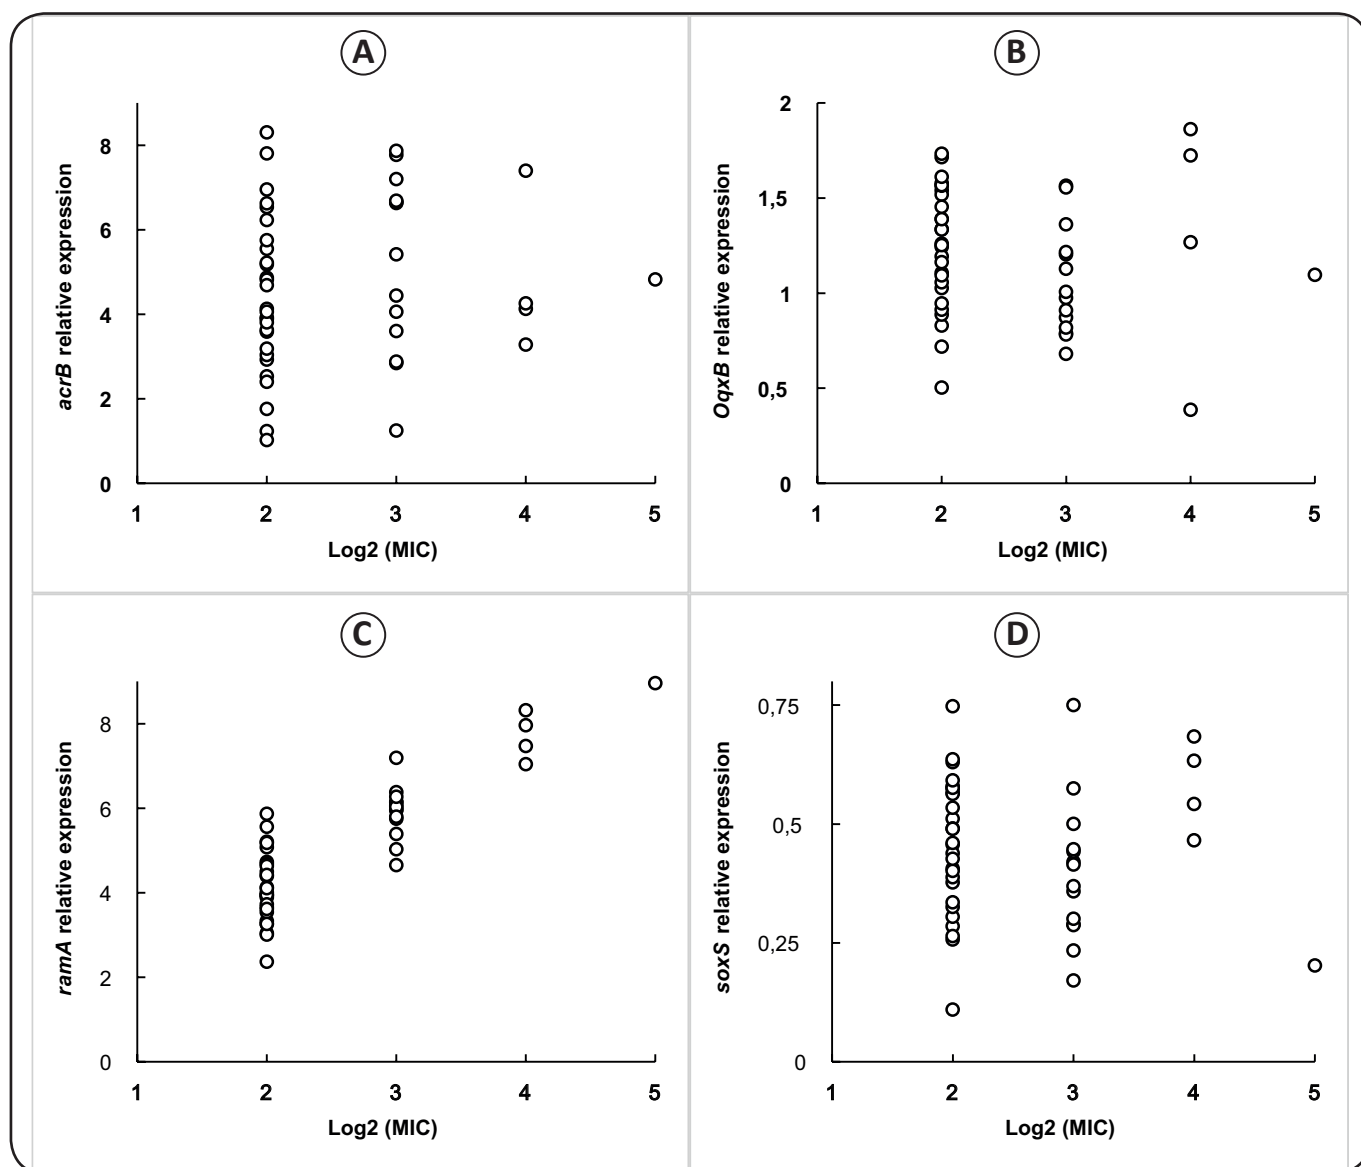 A
acrB relative expression
8
6
4
2
0
1 2 3 4 5
Log2 (MIC)
B
OqxB relative expression
2
1,5
1
0,5
0
1 2 3 4 5
Log2 (MIC)
C
ramA relative expression
8
6
4
2
0
1 2 3 4 5
Log2 (MIC)
D
soxS relative expression
0,75
0,5
0,25
0
1 2 3 4 5
Log2 (MIC)